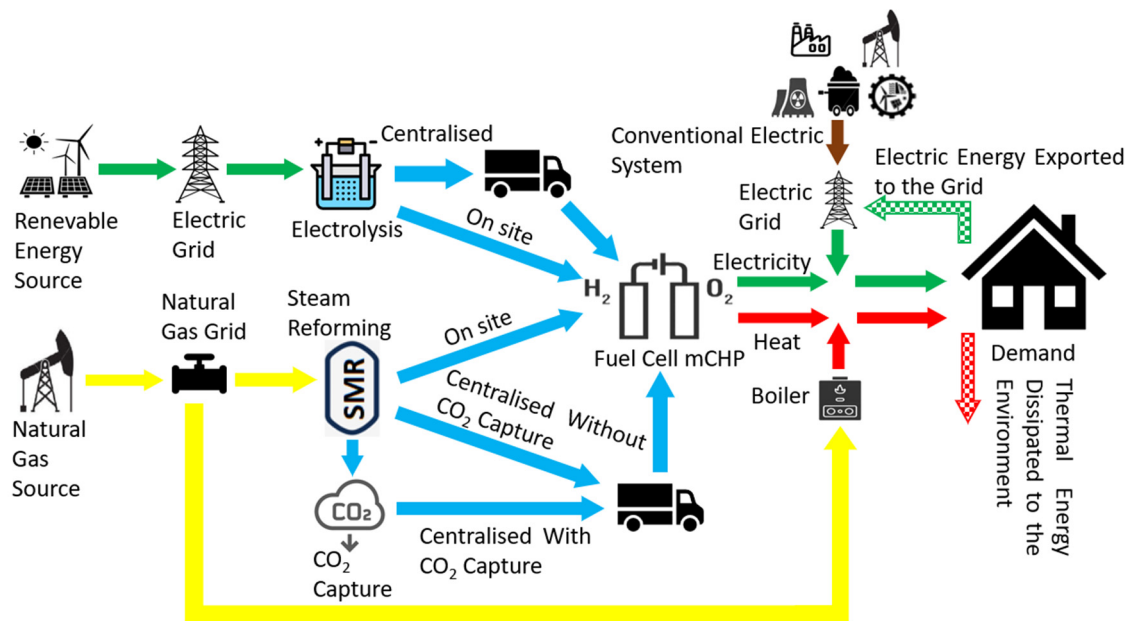 Centralised
Conventional Electric
System
Electric Energy Exported
to the Grid
Renevable
Energy
Source
Electric
Grid
Electrolysis
On site
Electric
Grid
Natural
Gas Grid
Steam
Reforming
H2
O2
Electricity
Heat
Fuel Cell mCHP
Demand
On site
SMR
Boiler
Natural
Gas
Source
Centralised Without
CO2 Capture
Thermal Energy
Dissipated to the
Environment
CO2
CO2
Capture
Centralised With
CO2 Capture